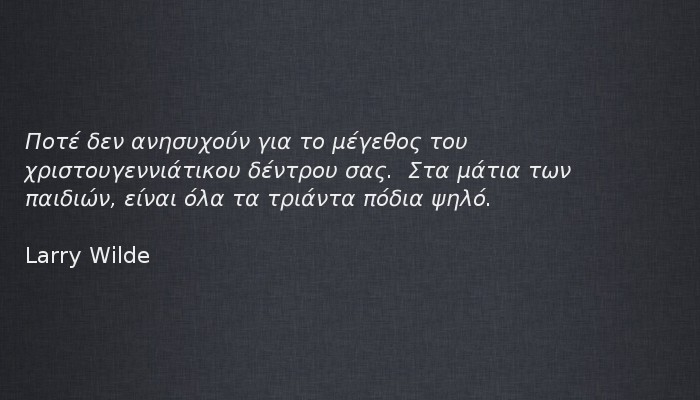 Ποτέ δεν ανησυχούν για το μέγεθος του
χριστουγεννιάτικου δέντρου σας.  Στα μάτια των
παιδιών, είναι όλα τα τριάντα πόδια ψηλό.
Larry Wilde